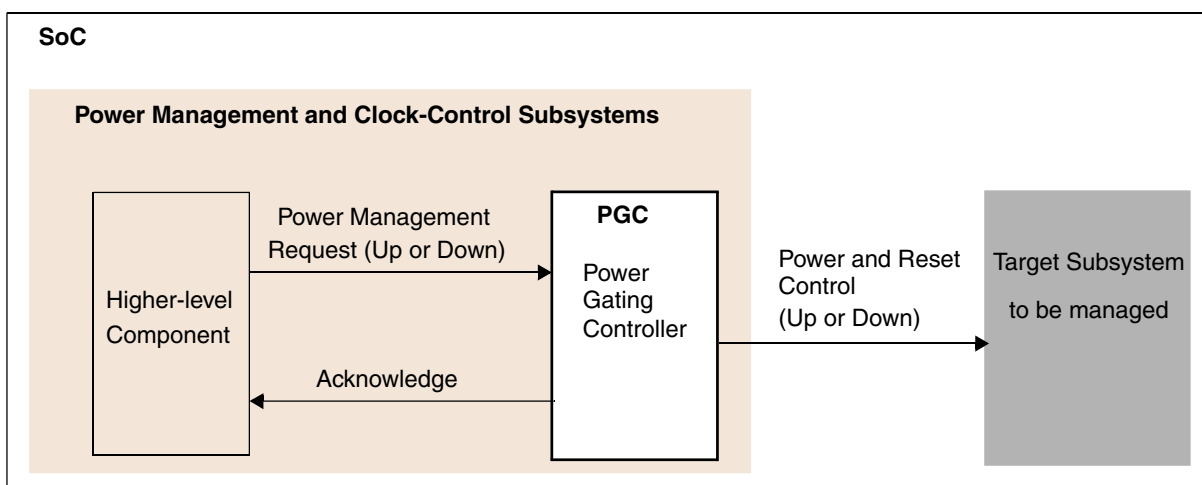 SoC
Power Management and Clock-Control Subsystems
Higher-level
Component
Power Management
Request (Up or Down)
Acknowledge
PGC
Power
Gating
Controller
Power and Reset
Control
(Up or Down)
Target Subsystem
to be managed